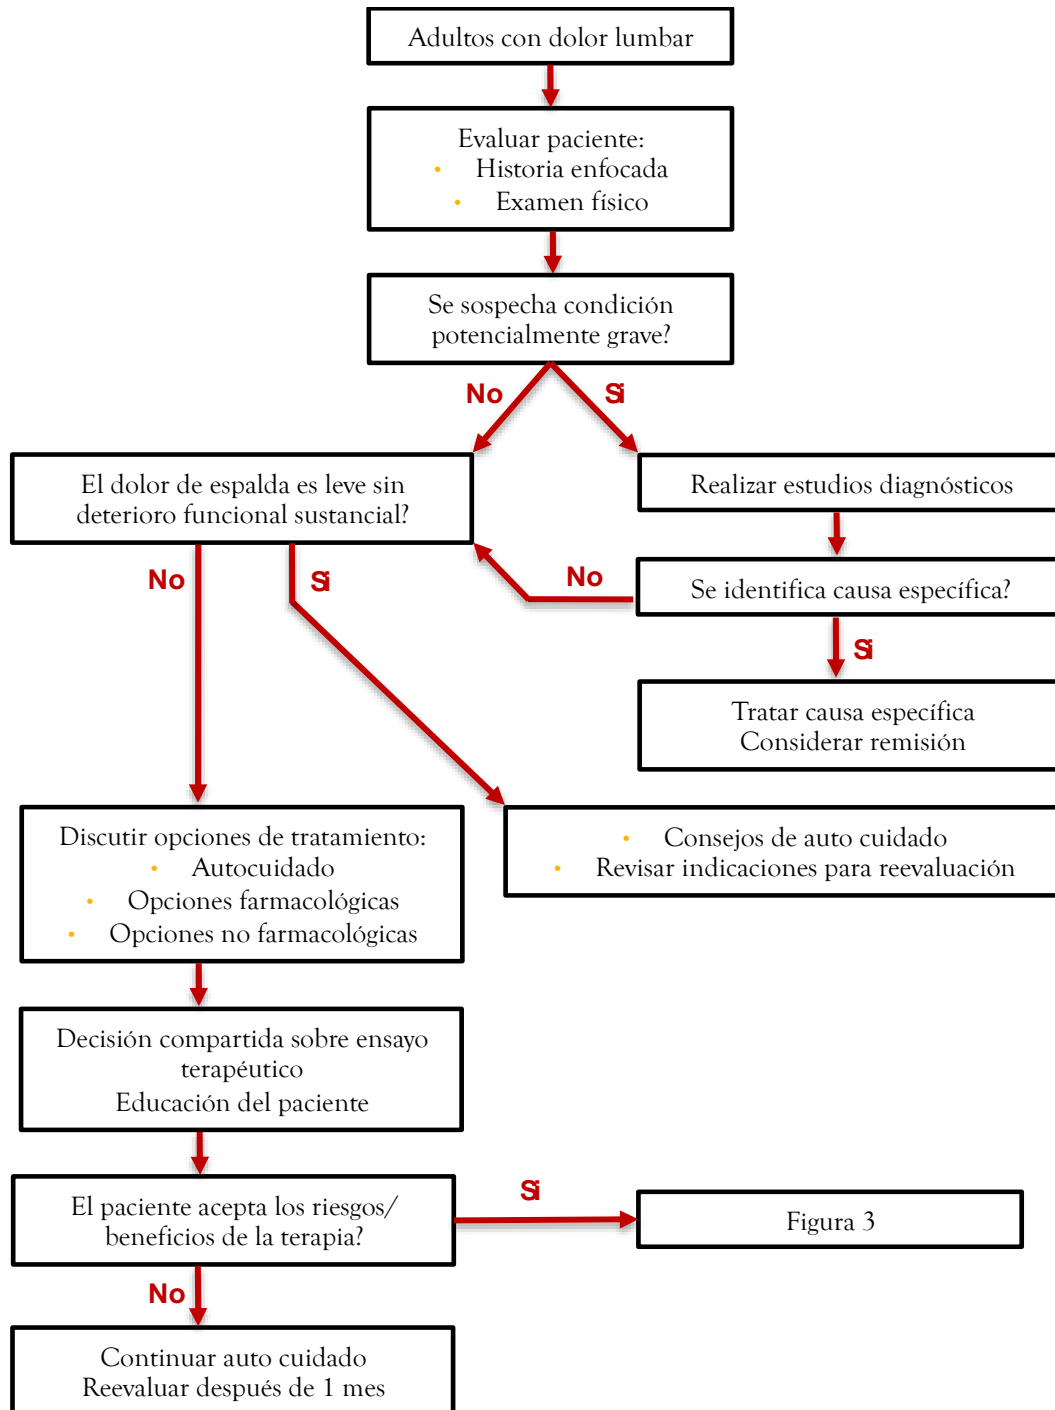 Adultos con dolor lumbar
Evaluar paciente:
• Historia enfocada
• Examen físico
Se sospecha condición
potencialmente grave?
No
Si
El dolor de espalda es leve sin
deterioro funcional sustancial?
Realizar estudios diagnósticos
No
Si
No
Se identifica causa específica?
Si
Tratar causa específica
Considerar remisión
Discutir opciones de tratamiento:
• Autocuidado
• Opciones farmacológicas
• Opciones no farmacológicas
• Consejos de auto cuidado
• Revisar indicaciones para reevaluación
Decisión compartida sobre ensayo
terapéutico
Educación del paciente
El paciente acepta los riesgos/
beneficios de la terapia?
Si
Figura 3
No
Continuar auto cuidado
Reevaluar después de 1 mes